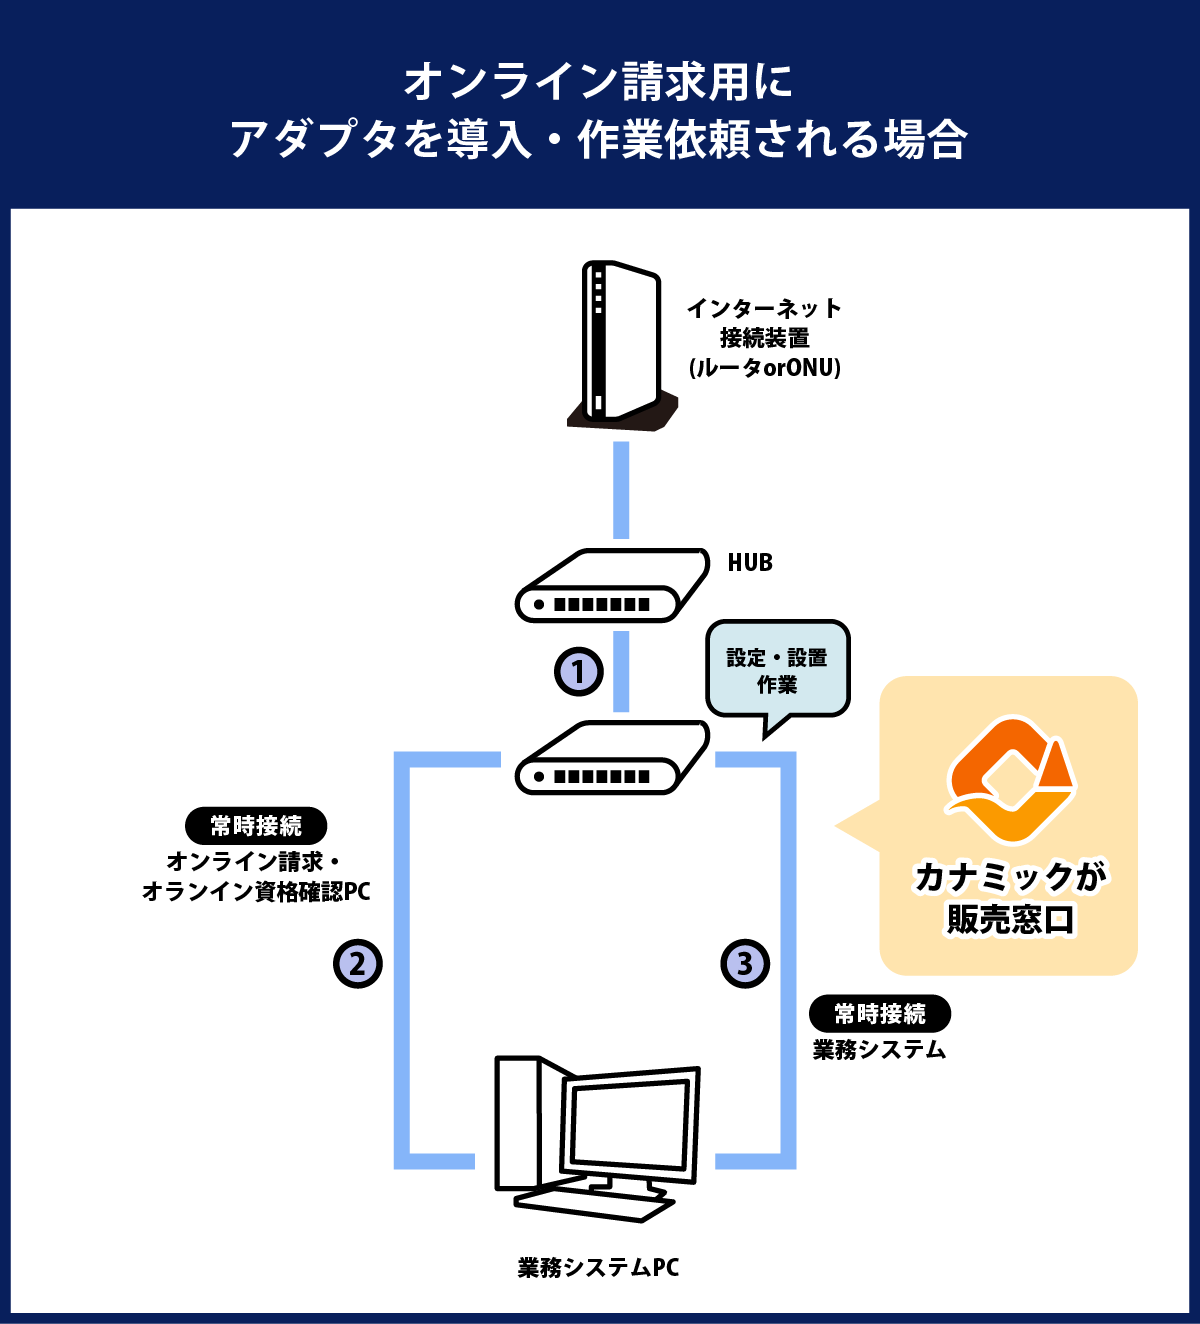 オンライン請求用に
アダプタを導入・作業依頼される場合
インターネット
接続装置
(ルータorONU)
HUB
1
設定・設置
作業
常時接続
オンライン請求・
オランイン資格確認PC
カナミックが
販売窓口
2
3
常時接続
業務システム
業務システムPC